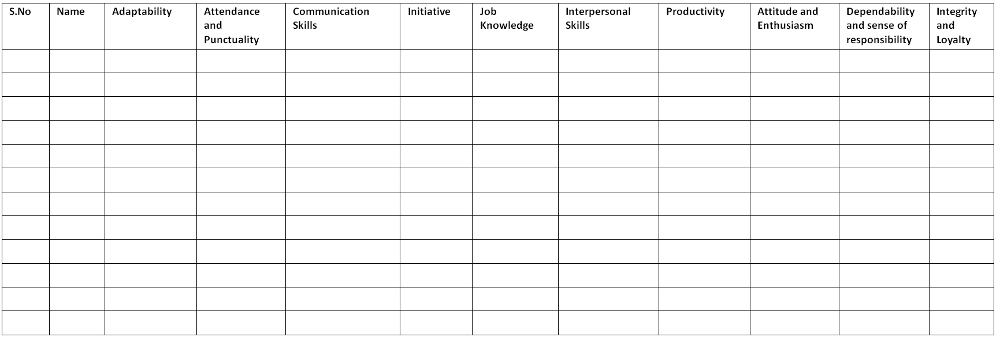 S.No
Name
Adaptability
Attendance
and
Punctuality
Communication
Skills
Initiative
Job
Knowledge
Interpersonal
Skills
Productivity
Attitude and
Enthusiasm
Dependability
and sense of
responsibility
Integrity
and
Loyalty